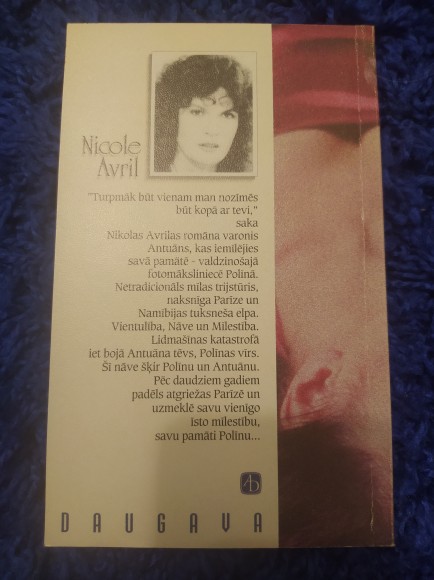 Nicole
Avril
"Turpmāk būt vienam man nozīmēs
būt kopā ar tevi,"
saka
Nikolas Avrilas romāna varonis
Antuāns, kas iemīlējies
savā pamātē - valdzinošajā
fotomāksliniecē Polīnā.
Netradicionāls mīlas trijstūris,
naksnīga Parīze un
Namībijas tuksneša elpa.
Vientulība, Nāve un Mīlestība.
Lidmašīnas katastrofā
iet bojā Antuāna tēvs, Polīnas vīrs.
Šī nāve šķir Polīnu un Antuānu.
Pēc daudziem gadiem
padēls atgriežas Parīzē un
uzmeklē savu vienīgo
īsto mīlestību,
savu pamāti Polīnu...
DAUGAVA